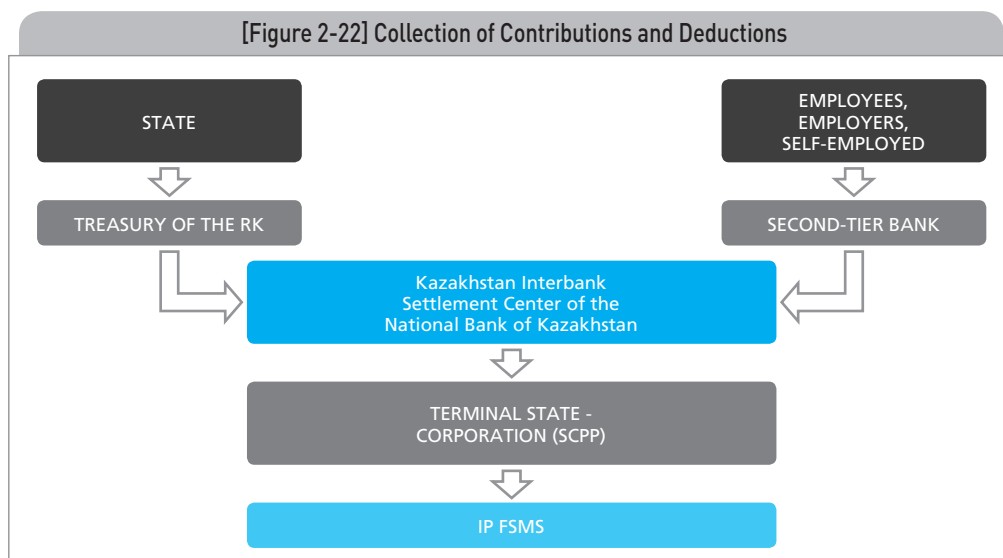 [Figure 2-22] Collection of Contributions and Deductions
STATE
EMPLOYEES,
EMPLOYERS,
SELF-EMPLOYED
TREASURY OF THE RK
SECOND-TIER BANK
Kazakhstan Interbank
Settlement Center of the
National Bank of Kazakhstan
TERMINAL STATE -
CORPORATION (SCPP)
IP FSMS